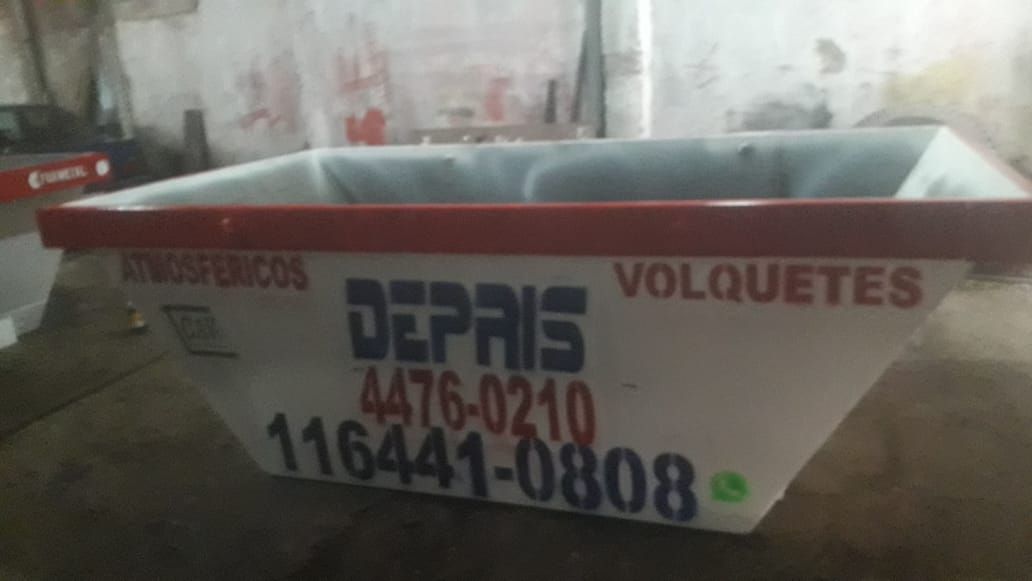 ATMOSFERICOS
VOLQUETES
DEPRIS
4476-0210
116441-0808